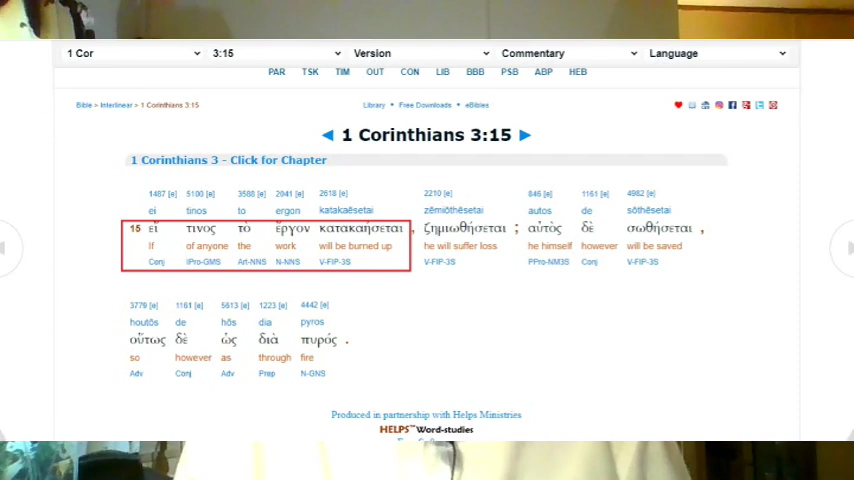 1 Cor 3:15 Version Commentary Language
PAR TSK TIM OUT CON LIB BBB PSB ABP HEB
Bible > Interlinear > 1 Corinthians 3:15 Library • Free Downloads • eBibles
◄ 1 Corinthians 3:15 ►
1 Corinthians 3 - Click for Chapter
1487 [e] 5100 [e] 3588 [e] 2041 [e] 2618 [e] 2210 [e] 846 [e] 1161 [e] 4982 [e]
ei tinos to ergon katakaēsetai zēmiōthēsetai autos de sōthēsetai
15 εἴ τινος τὸ ἔργον κατακαήσεται , ζημιωθήσεται ; αὐτὸς δὲ σωθήσεται ,
If of anyone the work will be burned up he will suffer loss he himself however will be saved
Conj IPro-GMS Art-NNS N-NNS V-FIP-3S V-FIP-3S PPro-NM3S Conj V-FIP-3S
3779 [e] 1161 [e] 5613 [e] 1223 [e] 4442 [e]
houtōs de hōs dia pyros
οὕτως δὲ ὡς διὰ πυρός .
so however as through fire
Adv Conj Adv Prep N-GNS
Produced in partnership with Helps Ministries
HELPS™ Word-studies